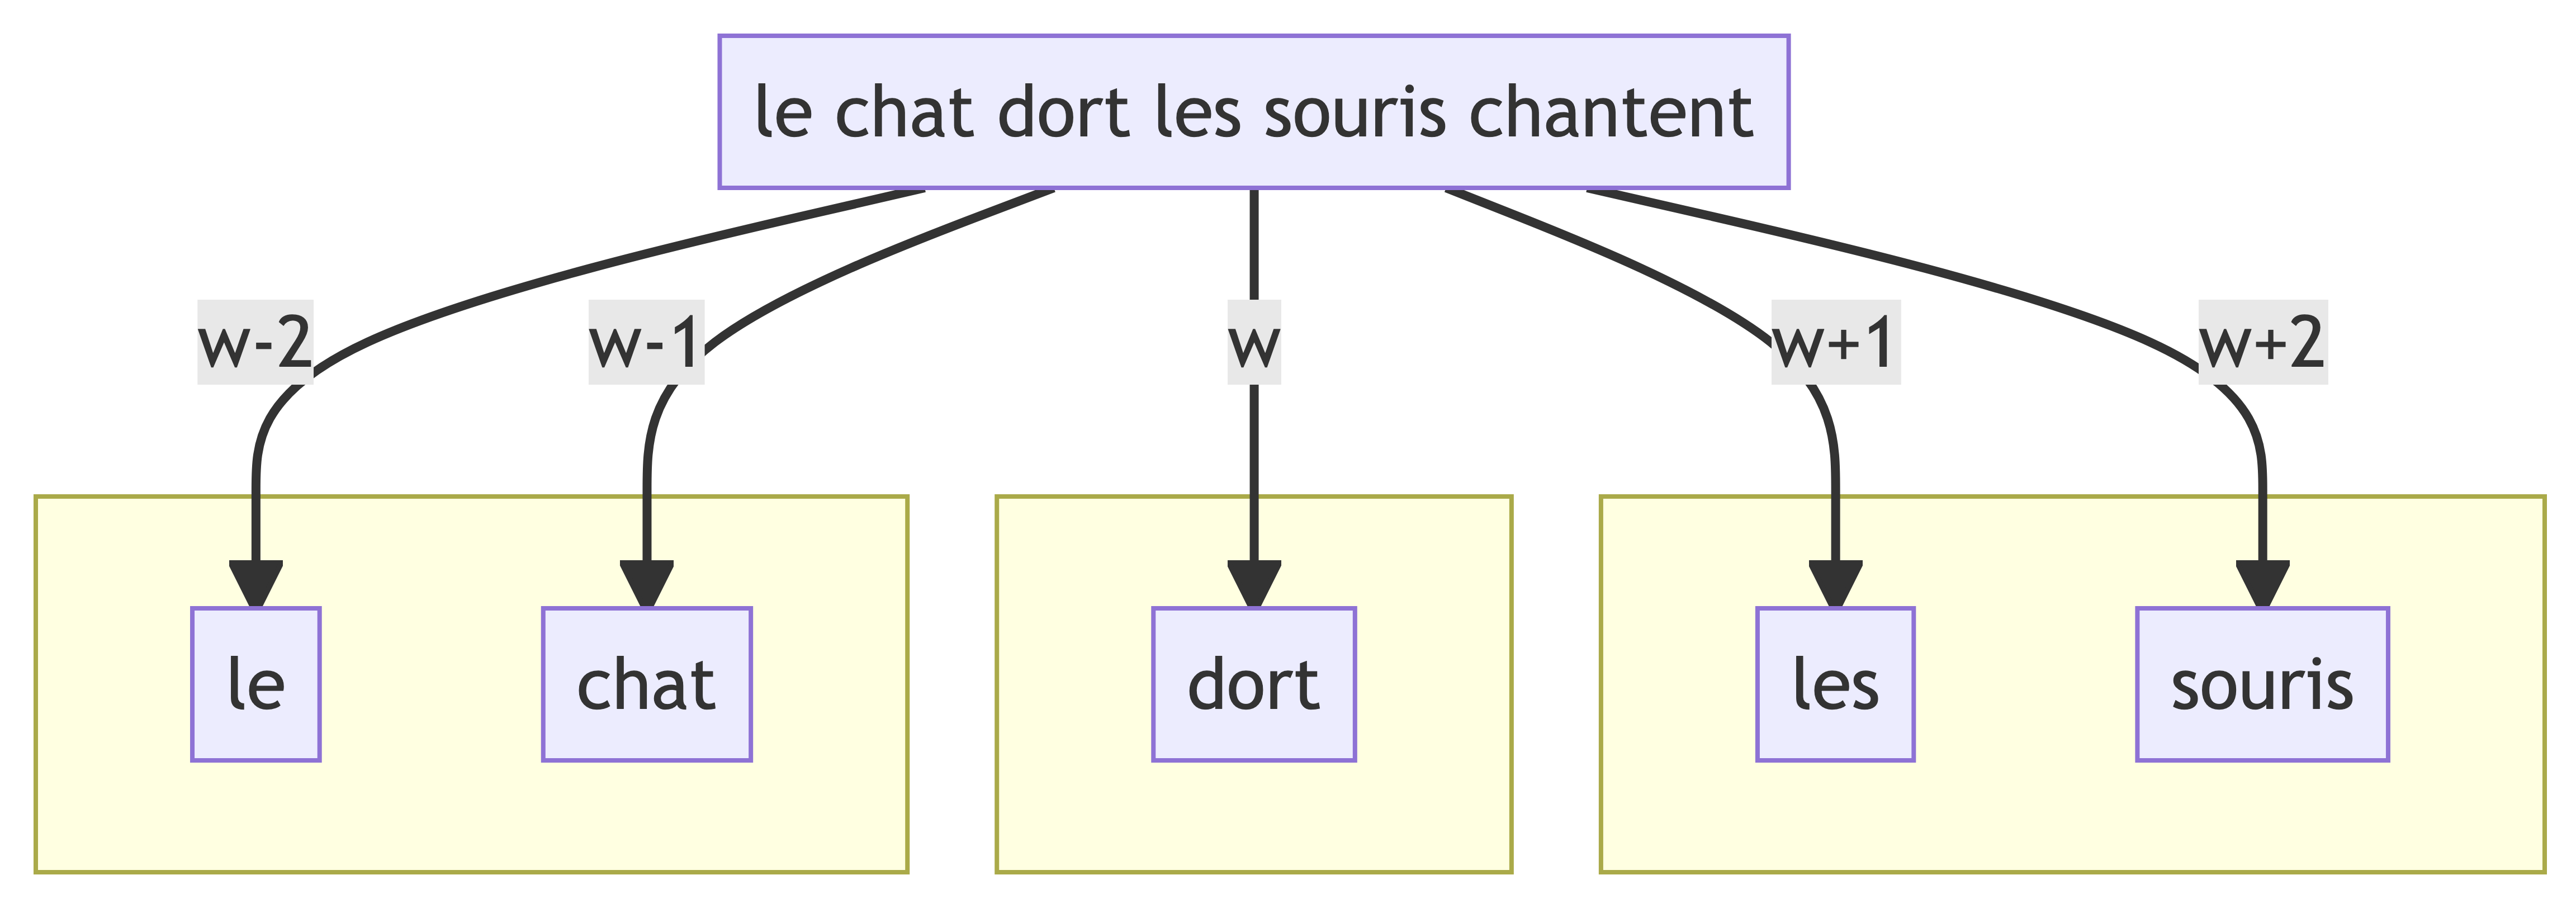 le chat dort les souris chantent
w-2
w-1
w
w+1
w+2
le
chat
dort
les
souris